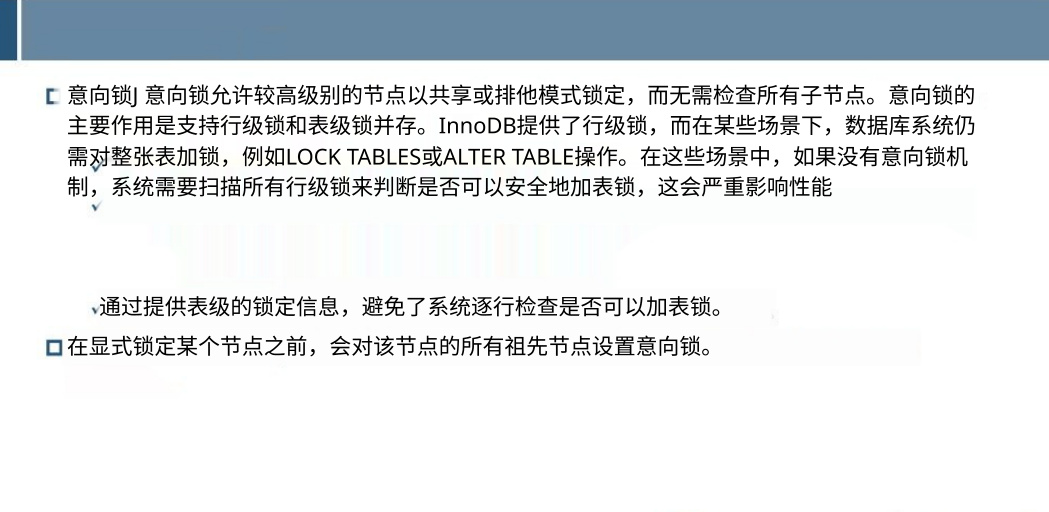 意向锁J 意向锁允许较高级别的节点以共享或排他模式锁定，而无需检查所有子节点。意向锁的
主要作用是支持行级锁和表级锁并存。InnoDB提供了行级锁，而在某些场景下，数据库系统仍
需对整张表加锁，例如LOCK TABLES或ALTER TABLE操作。在这些场景中，如果没有意向锁机
制，系统需要扫描所有行级锁来判断是否可以安全地加表锁，这会严重影响性能
通过提供表级的锁定信息，避免了系统逐行检查是否可以加表锁。
在显式锁定某个节点之前，会对该节点的所有祖先节点设置意向锁。